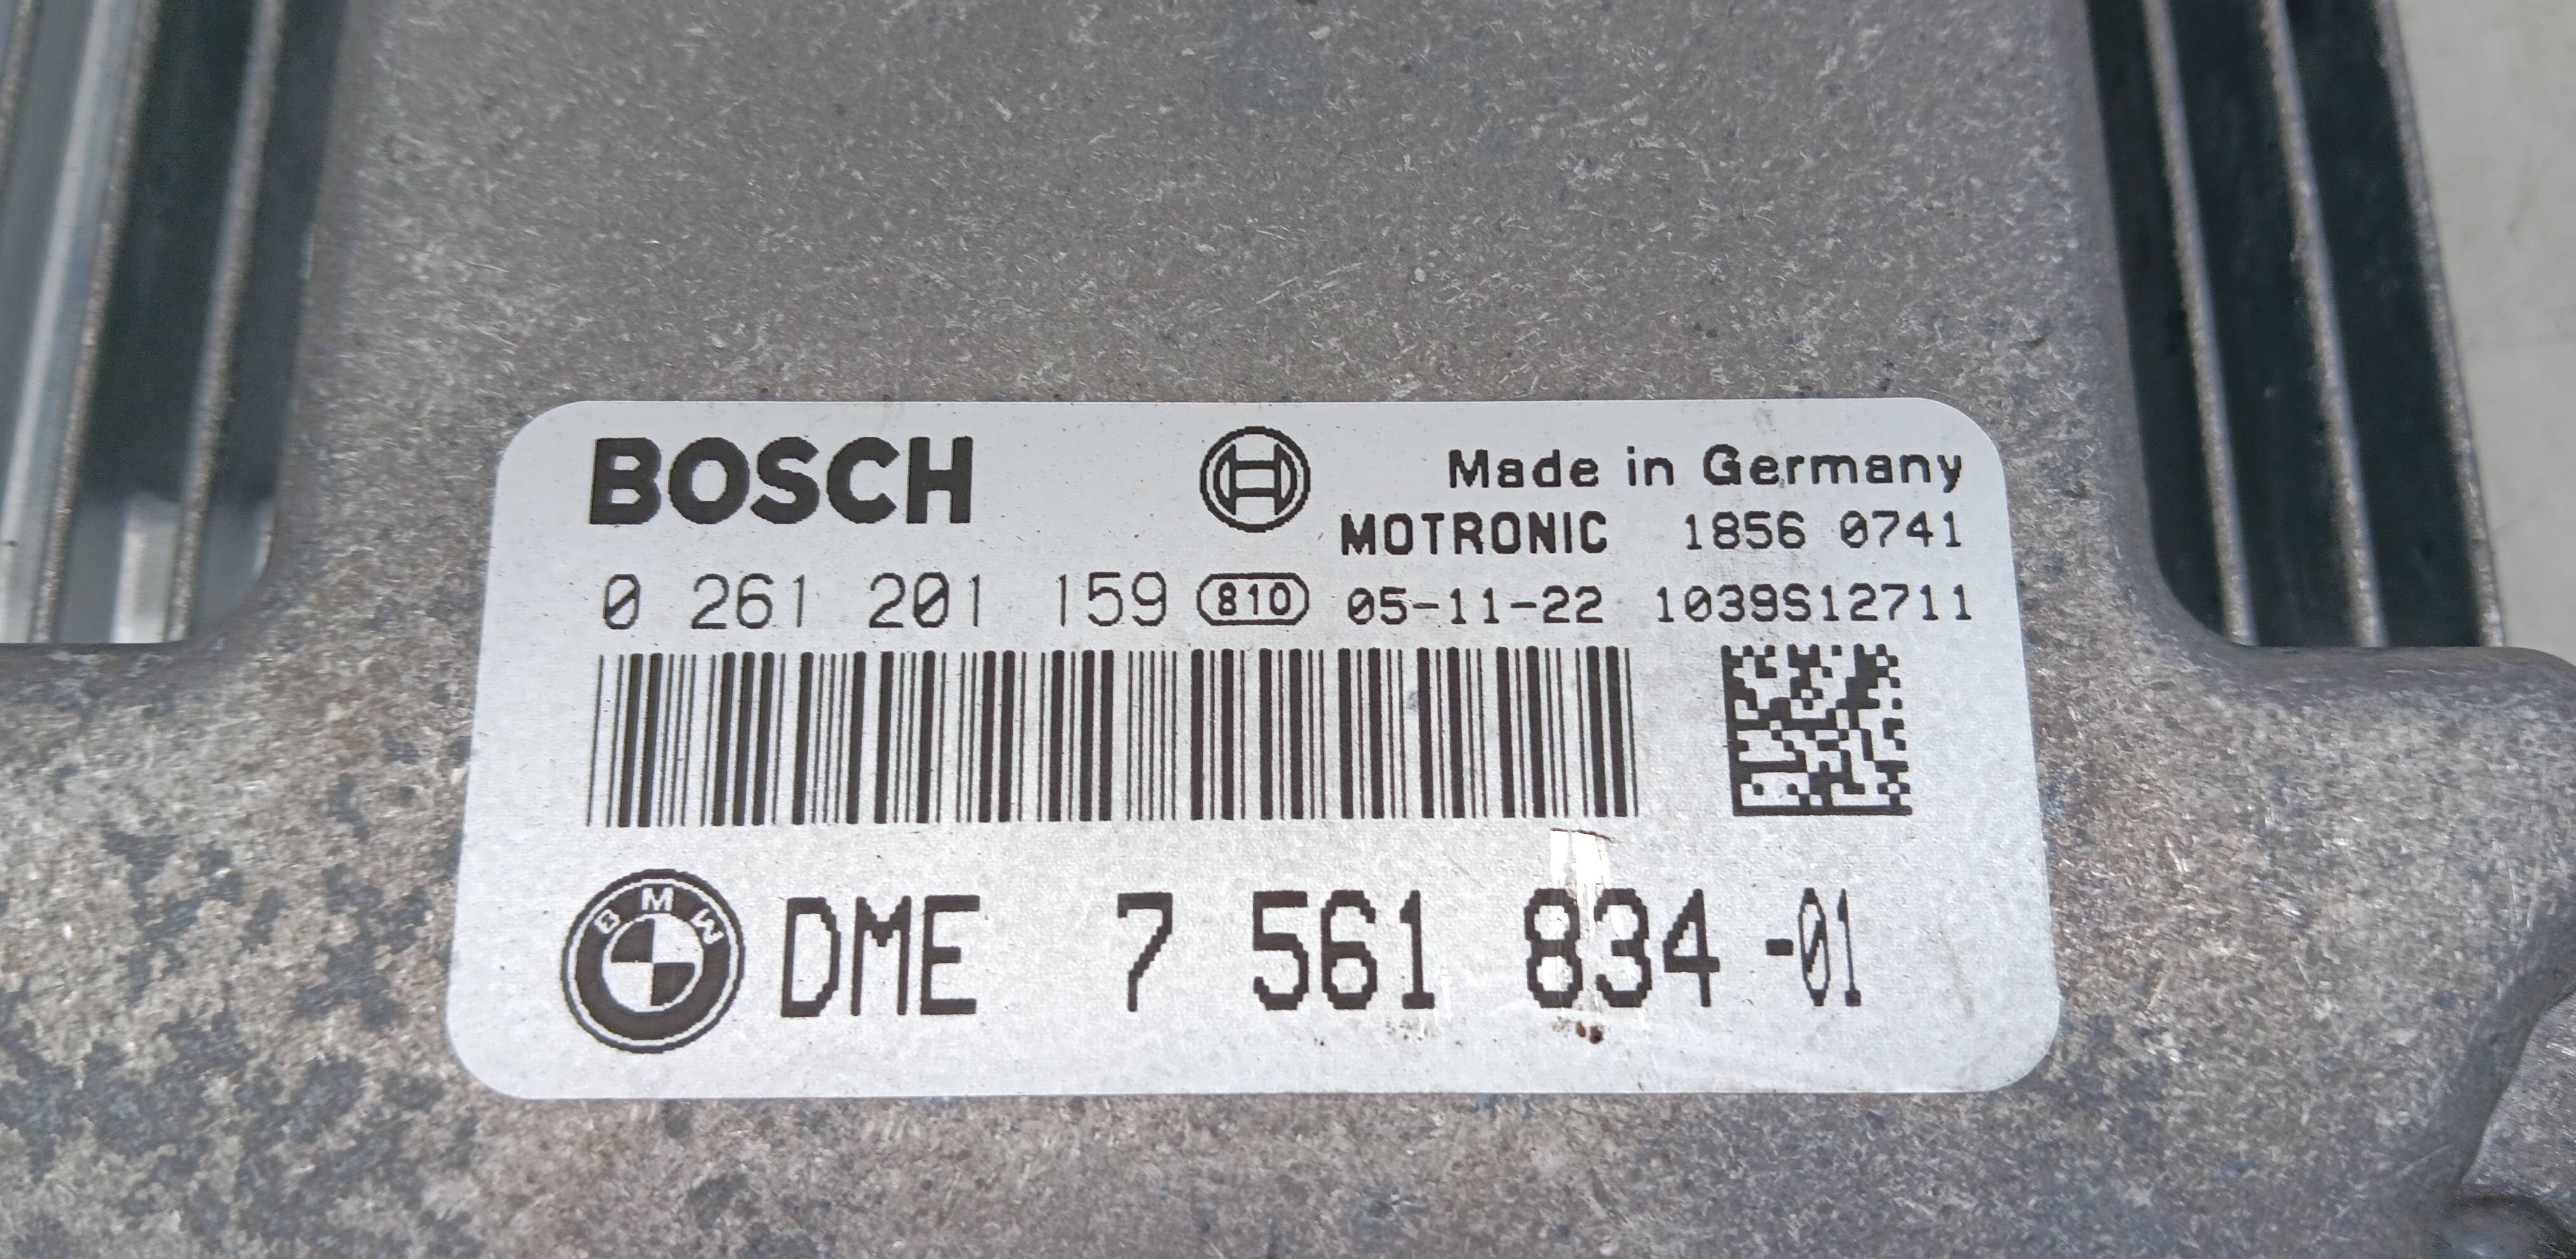 BOSCH Made in Germany
MOTRONIC 1856 0741
0 261 201 159 810 05-11-22 1039S12711
BMW DME 7 561 834 -01